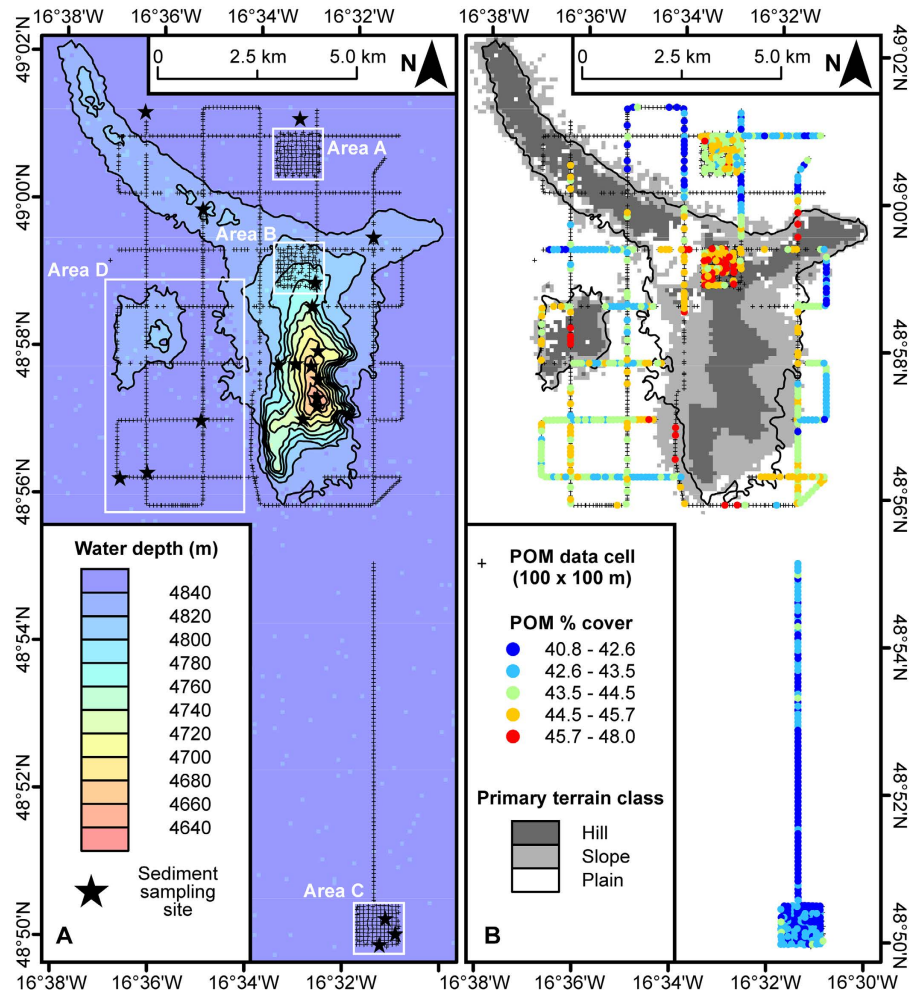 16°38'W 16°36'W 16°34'W 16°32'W
16°38'W 16°36'W 16°34'W 16°32'W 16°30'W
49°02'N
49°00'N
48°58'N
48°56'N
48°54'N
48°52'N
48°50'N
0 2.5 km 5.0 km
N
Area A
Area B
Area D
Water depth (m)
4840
4820
4800
4780
4760
4740
4720
4700
4680
4660
4640
Sediment
sampling
site
Area C
A
0 2.5 km 5.0 km
N
POM data cell
(100 x 100 m)
POM % cover
40.8 - 42.6
42.6 - 43.5
43.5 - 44.5
44.5 - 45.7
45.7 - 48.0
Primary terrain class
Hill
Slope
Plain
B
49°02'N
49°00'N
48°58'N
48°56'N
48°54'N
48°52'N
48°50'N
16°38'W 16°36'W 16°34'W 16°32'W
16°38'W 16°36'W 16°34'W 16°32'W 16°30'W